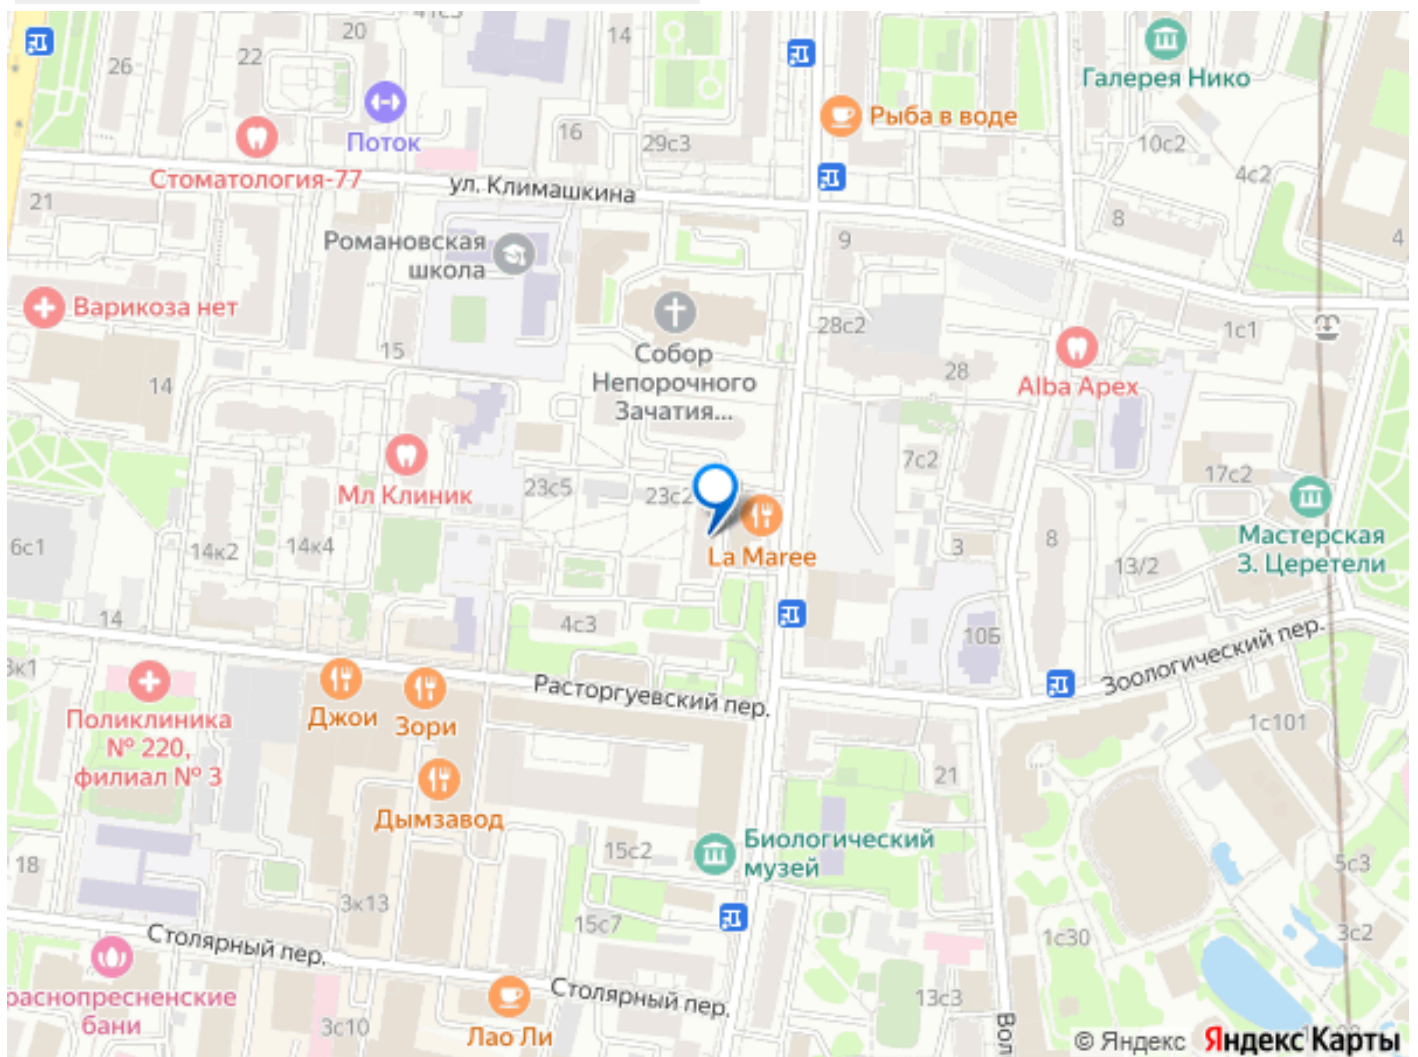 41с3
20
14
22
26
Галерея Нико
Поток
Рыба в воде
16
29с3
10с2
Стоматология-77
ул. Климашкина
4с2
21
8
Романовская
школа
9
4
Варикоза нет
28с2
1с1
15
Собор
Непорочного
Зачатия...
28
Alba Apex
14
7с2
17с2
Мл Клиник
23с5
23с2
La Maree
Мастерская
З. Церетели
6с1
14к2
14к4
3
8
13/2
14
4с3
10Б
Зоологический пер.
3к1
Расторгуевский пер.
Поликлиника
№ 220,
филиал № 3
Джои
Зори
1с101
21
Дымзавод
Биологический
музей
15с2
18
5с3
3к13
15с7
1с30
3с2
Столярный пер.
Столярный пер.
раснопресненские
бани
13с3
3с10
Лао Ли
Вол
© Яндекс Яндекс Карты